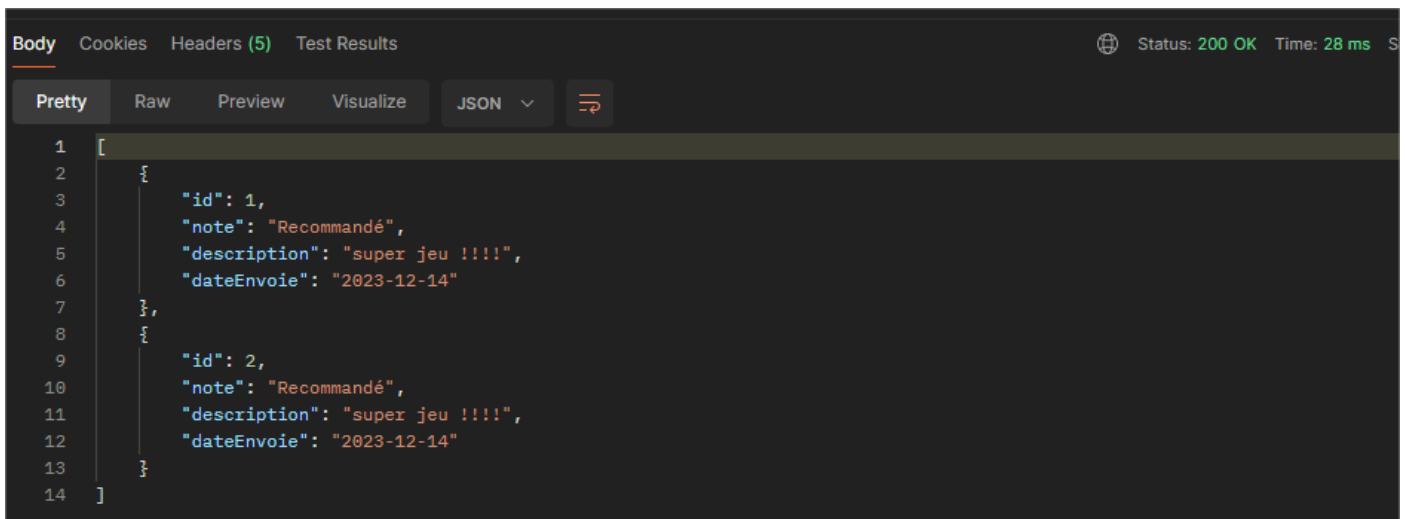 Body Cookies Headers (5) Test Results Status: 200 OK Time: 28 ms S
Pretty Raw Preview Visualize JSON
1 [
2 {
3 "id": 1,
4 "note": "Recommandé",
5 "description": "super jeu !!!!",
6 "dateEnvoie": "2023-12-14"
7 },
8 {
9 "id": 2,
10 "note": "Recommandé",
11 "description": "super jeu !!!!",
12 "dateEnvoie": "2023-12-14"
13 }
14 ]